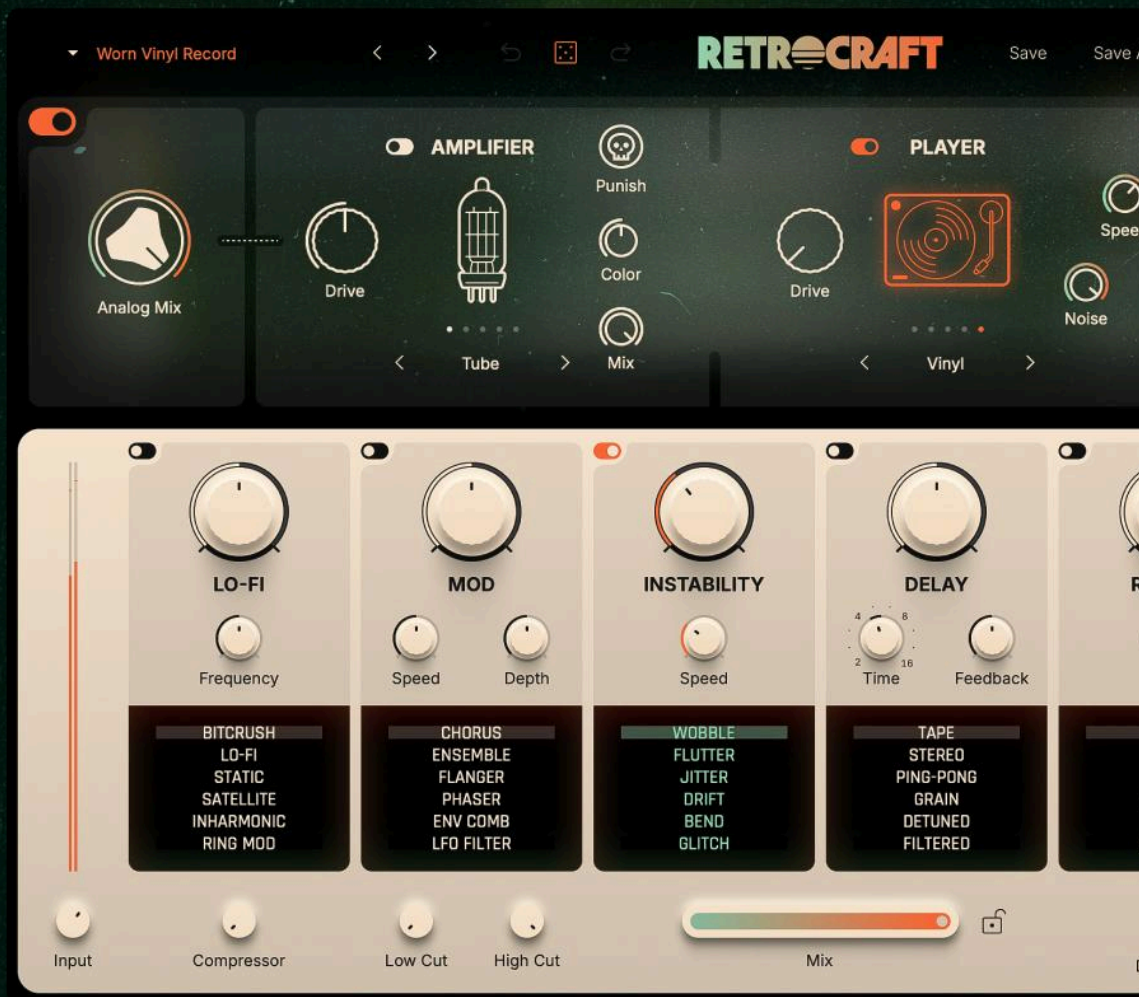 Worn Vinyl Record
RETROCRAFT
Save
Save
AMPLIFIER
PLAYER
Punish
Drive
Color
Drive
Analog Mix
Noise
Tube
Mix
Vinyl
LO-FI
MOD
INSTABILITY
DELAY
4
8
2
16
Frequency
Speed
Depth
Speed
Time
Feedback
BITCRUSH
LO-FI
STATIC
SATELLITE
INHARMONIC
RING MOD
CHORUS
ENSEMBLE
FLANGER
PHASER
ENV COMB
LFO FILTER
WOBBLE
FLUTTER
JITTER
DRIFT
BEND
GLITCH
TAPE
STEREO
PING-PONG
GRAIN
DETUNED
FILTERED
Input
Compressor
Low Cut
High Cut
Mix